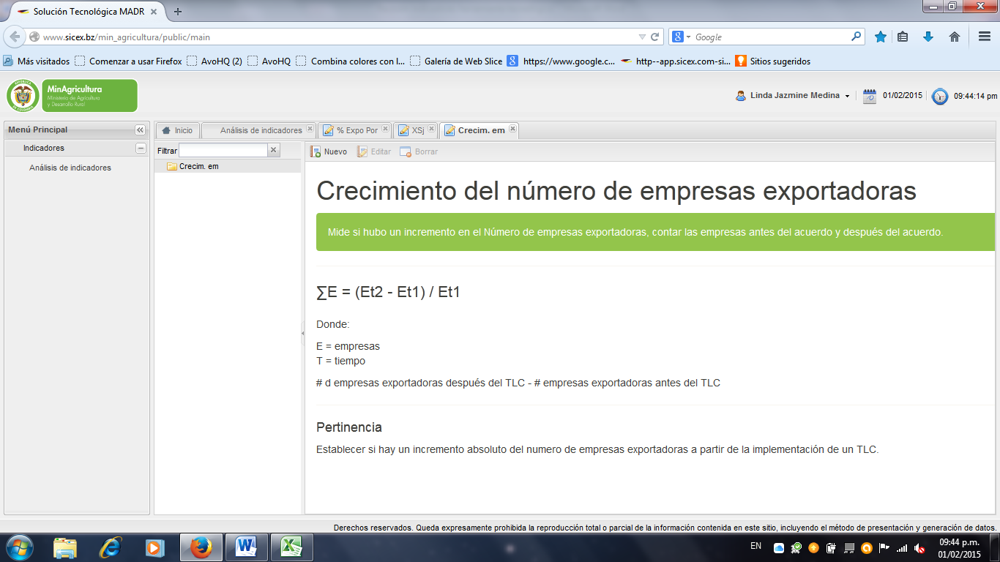 Solución Tecnológica MADR
www.sicex.bz/min_agricultura/public/main
Google
Más visitados Comenzar a usar Firefox AvoHQ (2) AvoHQ Combina colores con l... Galería de Web Slice https://www.google.c... http--app.sicex.com-si... Sitios sugeridos
MinAgricultura
Ministerio de Agricultura
y Desarrollo Rural
Linda Jazmine Medina 01/02/2015 09:44:14 pm
Menú Principal
Indicadores
Análisis de indicadores
Inicio Análisis de indicadores % Expo Por XSj Crecim. em
Filtrar
Crecim. em
Nuevo Editar Borrar
Crecimiento del número de empresas exportadoras
Mide si hubo un incremento en el Número de empresas exportadoras, contar las empresas antes del acuerdo y después del acuerdo.
∑E = (Et2 - Et1) / Et1
Donde:
E = empresas
T = tiempo
# d empresas exportadoras después del TLC - # empresas exportadoras antes del TLC
Pertinencia
Establecer si hay un incremento absoluto del numero de empresas exportadoras a partir de la implementación de un TLC.
Derechos reservados. Queda expresamente prohibida la reproducción total o parcial de la información contenida en este sitio, incluyendo el método de presentación y generación de datos.
EN
09:44 p.m.
01/02/2015